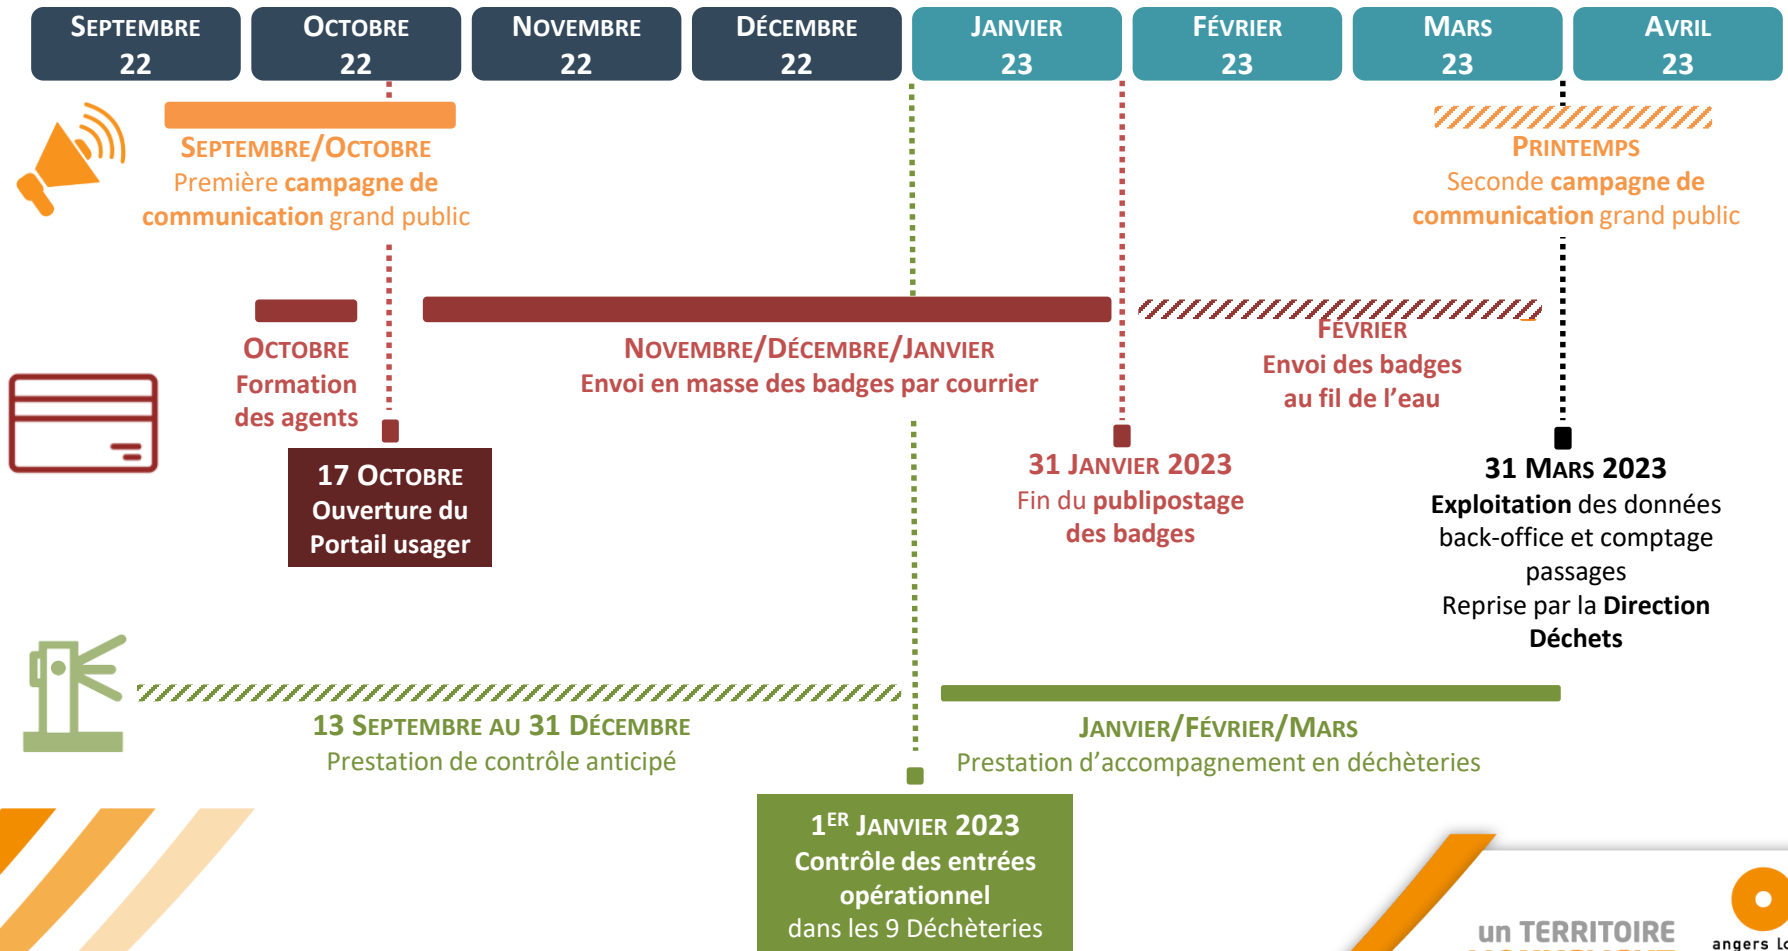 SEPTEMBRE
22
OCTOBRE
22
NOVEMBRE
22
DÉCEMBRE
22
JANVIER
23
FÉVRIER
23
MARS
23
AVRIL
23
SEPTEMBRE/OCTOBRE
Première campagne de
communication grand public
PRINTEMPS
Seconde campagne de
communication grand public
OCTOBRE
Formation
des agents
NOVEMBRE/DÉCEMBRE/JANVIER
Envoi en masse des badges par courrier
FÉVRIER
Envoi des badges
au fil de l'eau
17 OCTOBRE
Ouverture du
Portail usager
31 JANVIER 2023
Fin du publipostage
des badges
31 MARS 2023
Exploitation des données
back-office et comptage
passages
Reprise par la Direction
Déchets
13 SEPTEMBRE AU 31 DÉCEMBRE
Prestation de contrôle anticipé
JANVIER/FÉVRIER/MARS
Prestation d'accompagnement en déchèteries
1ER JANVIER 2023
Contrôle des entrées
opérationnel
dans les 9 Déchèteries
un TERRITOIRE
angers Lo